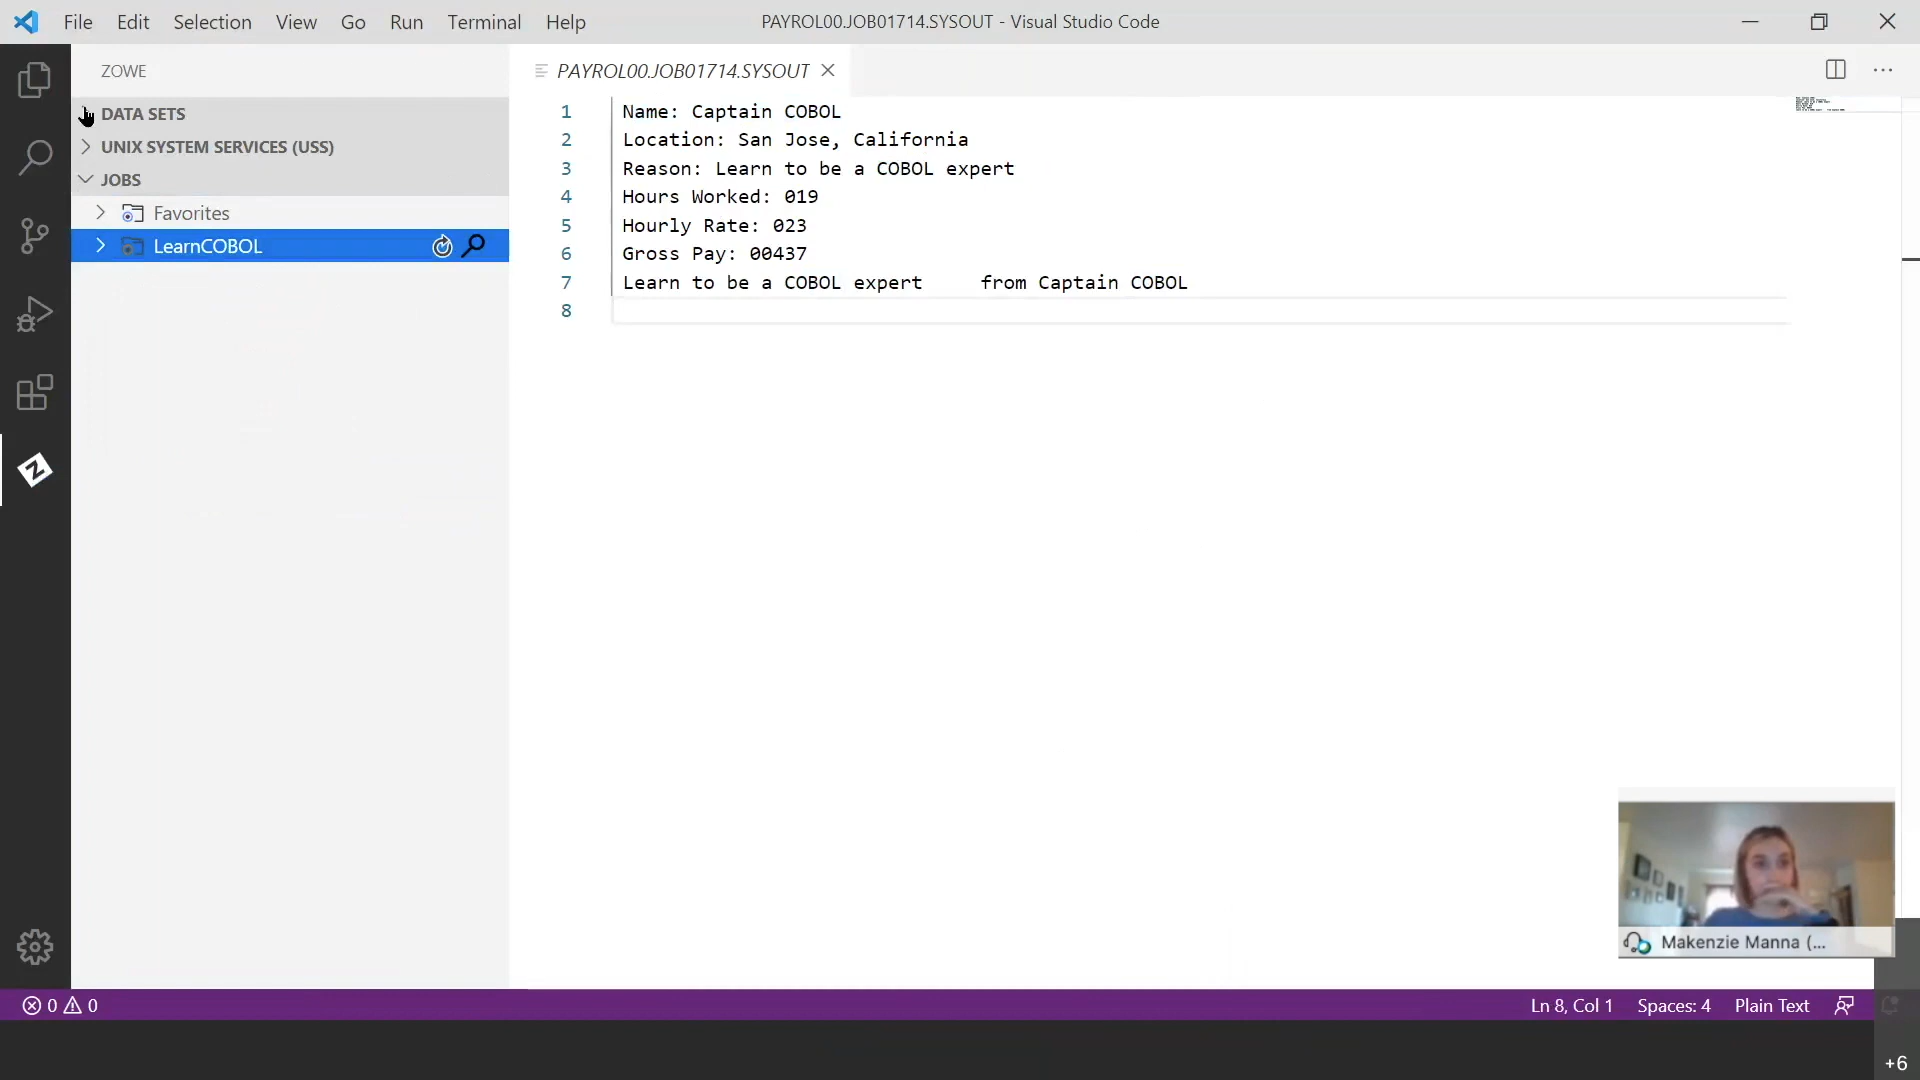 File Edit Selection View Go Run Terminal Help PAYROL00.JOB01714.SYSOUT - Visual Studio Code
ZOWE
DATA SETS
UNIX SYSTEM SERVICES (USS)
JOBS
Favorites
LearnCOBOL
PAYROL00.JOB01714.SYSOUT
1 Name: Captain COBOL
2 Location: San Jose, California
3 Reason: Learn to be a COBOL expert
4 Hours Worked: 019
5 Hourly Rate: 023
6 Gross Pay: 00437
7 Learn to be a COBOL expert from Captain COBOL
8
Makenzie Manna (...
0 0 Ln 8, Col 1 Spaces: 4 Plain Text
+6